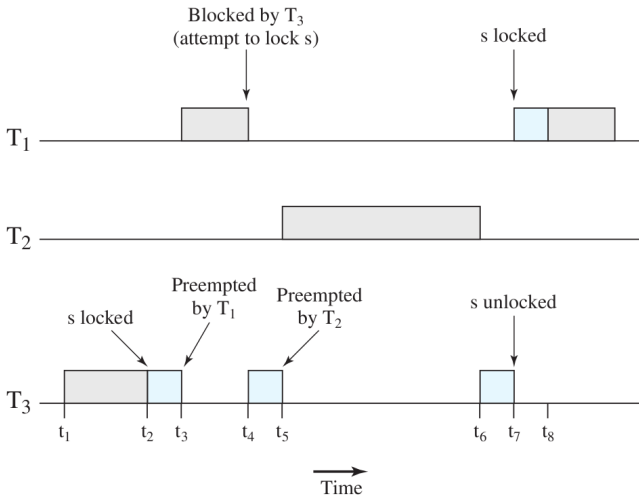 Blocked by T3
(attempt to lock s)
s locked
T1
T2
s locked
Preempted
by T1
Preempted
by T2
s unlocked
T3
t1 t2 t3 t4 t5 t6 t7 t8
Time